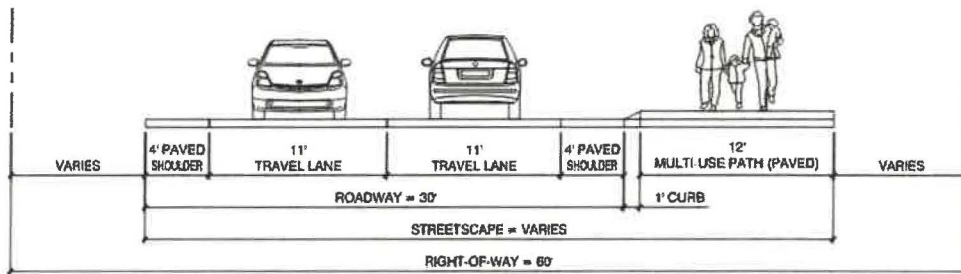 VARIES
4' PAVED
SHOULDER
11'
TRAVEL LANE
11'
TRAVEL LANE
4' PAVED
SHOULDER
12'
MULTI-USE PATH (PAVED)
VARIES
ROADWAY = 30'
1' CURB
STREETSCAPE = VARIES
RIGHT-OF-WAY = 60'